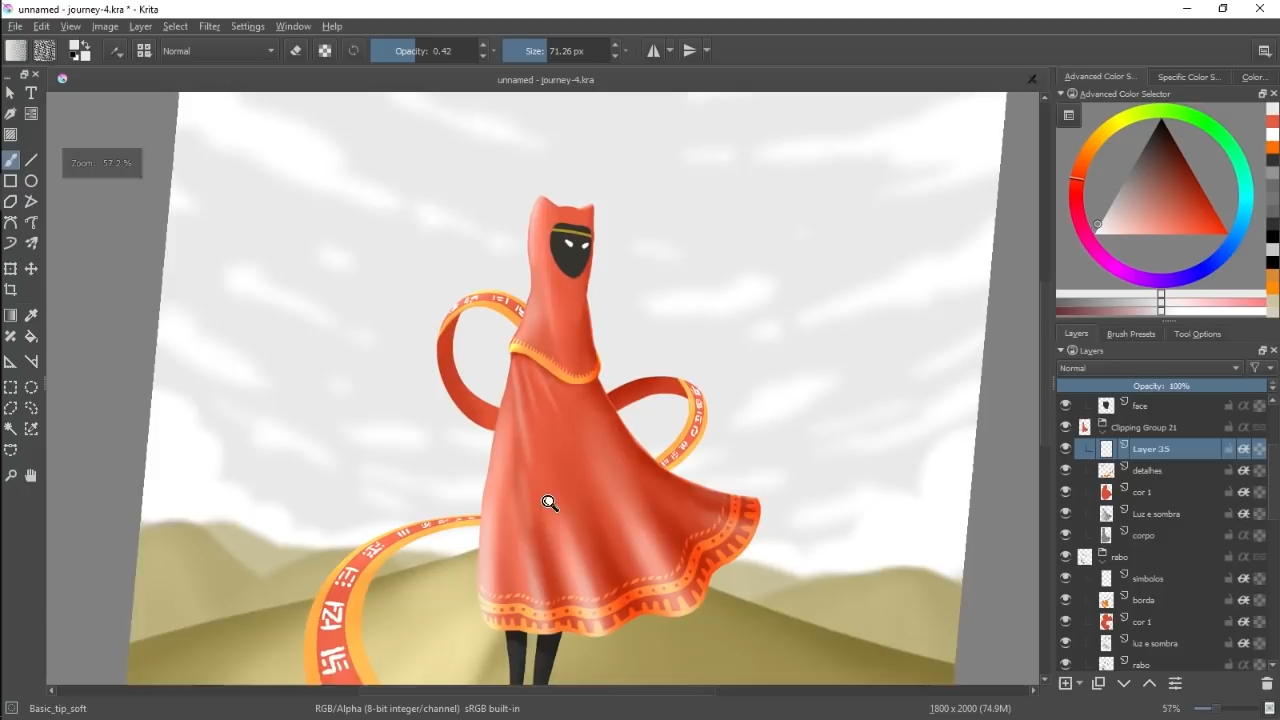 unnamed - journey-4.kra * - Krita
File Edit View Image Layer Select Filter Settings Window Help
Normal Opacity: 0.42 Size: 71.26 px
unnamed - journey-4.kra
Advanced Color S... Specific Color S... Color...
Advanced Color Selector
Zoom: 57.2 %
Layers Brush Presets Tool Options
Layers
Normal
Opacity: 100%
face
Clipping Group 21
Layer 35
detalhes
cor 1
Luz e sombra
corpo
rabo
simbolos
borda
cor 1
luz e sombra
rabo
Basic_tip_soft RGB/Alpha (8-bit integer/channel) sRGB built-in 1800 x 2000 (74.9M) 57%